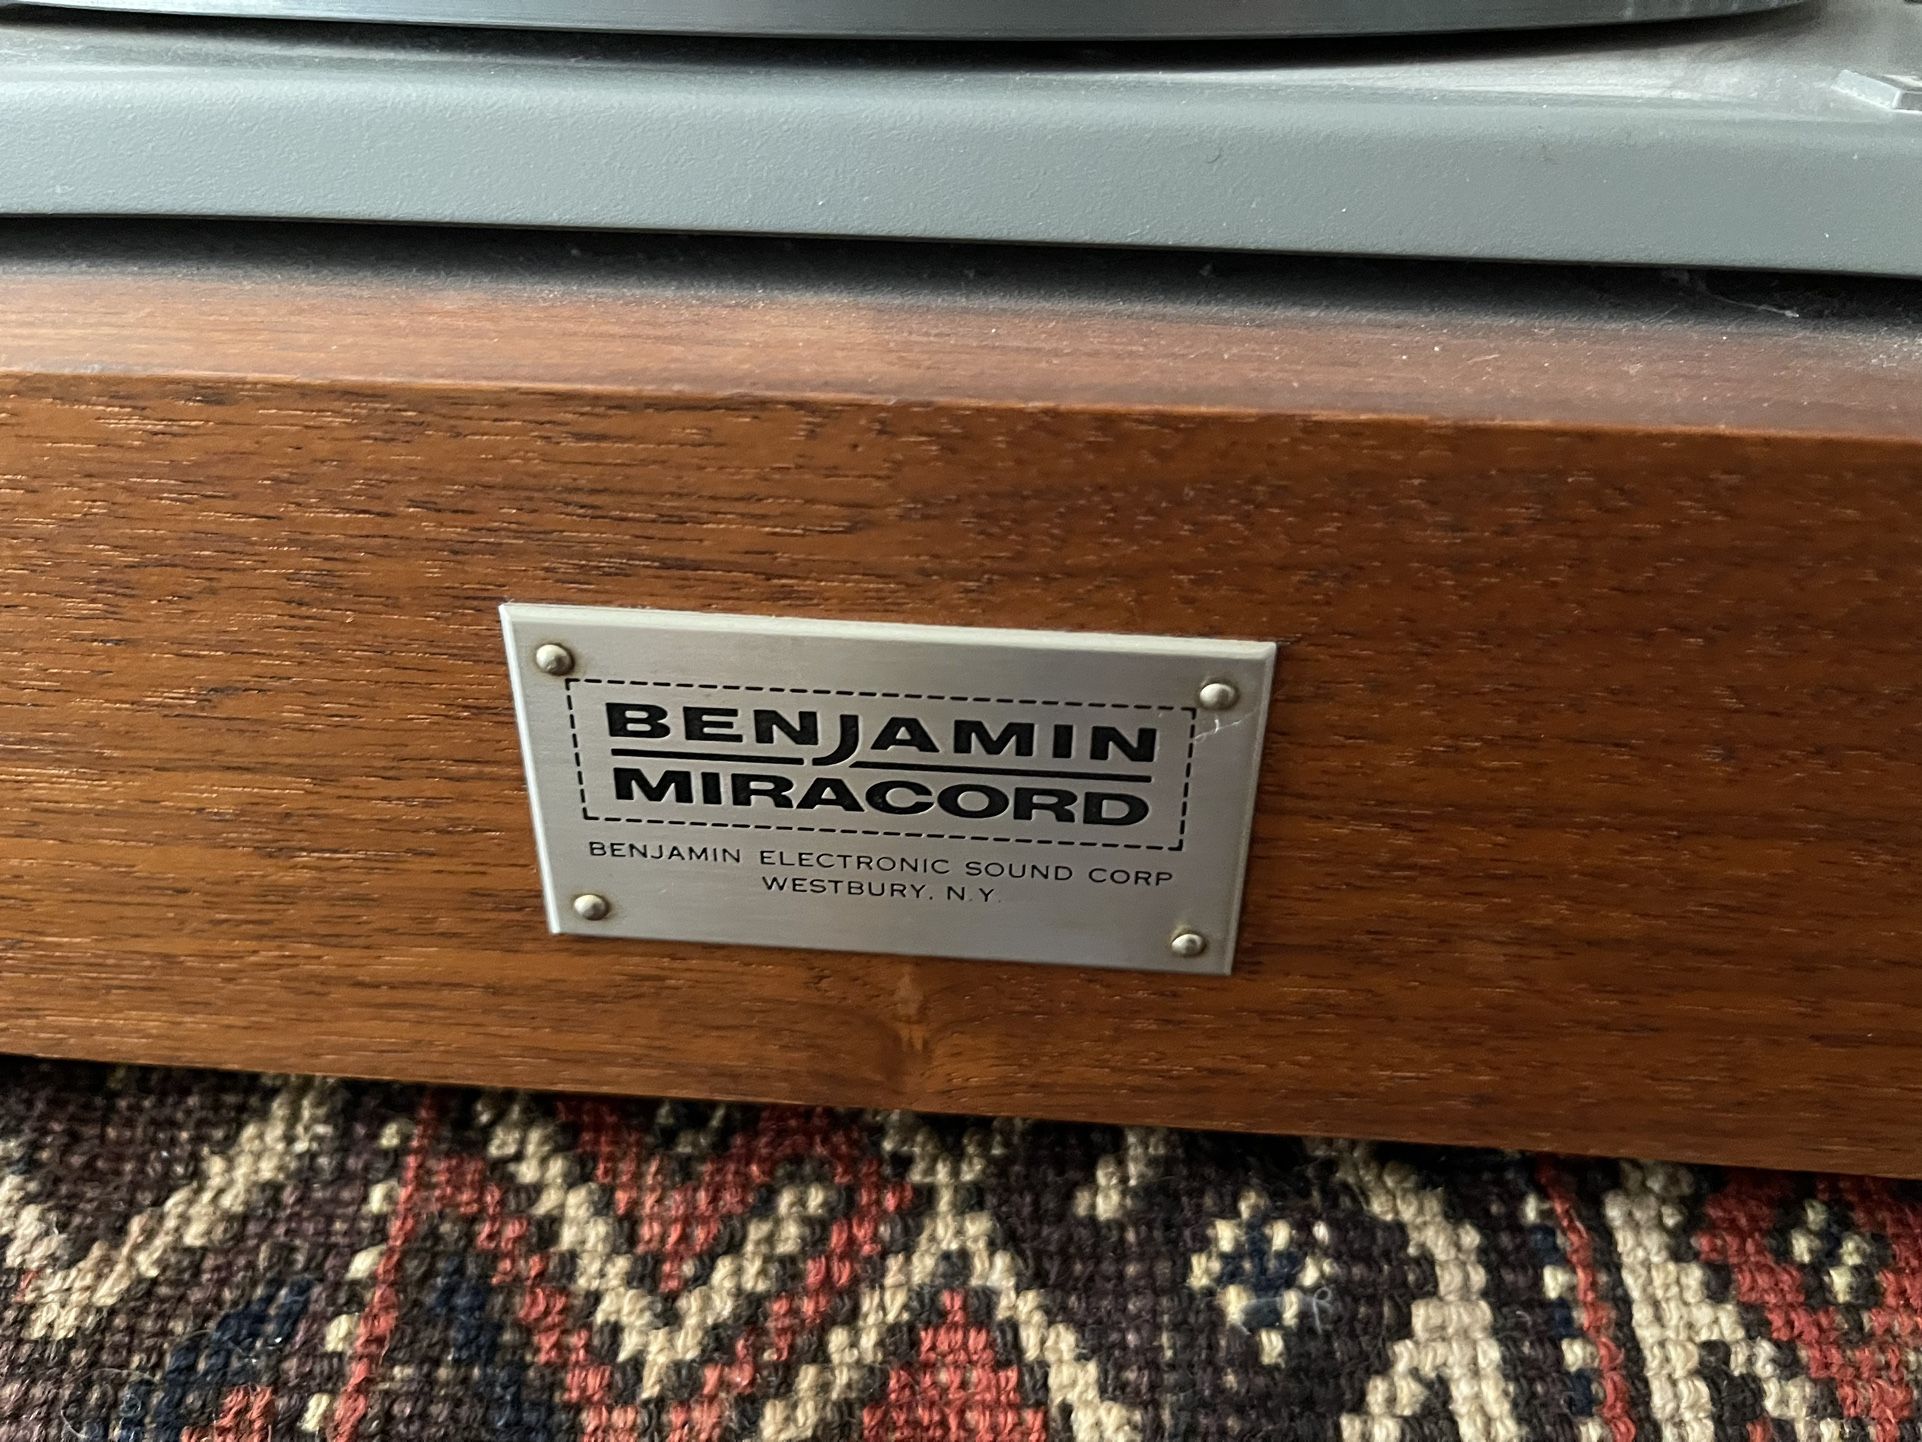 BENJAMIN
MIRACORD
BENJAMIN ELECTRONIC SOUND CORP
WESTBURY, N.Y.